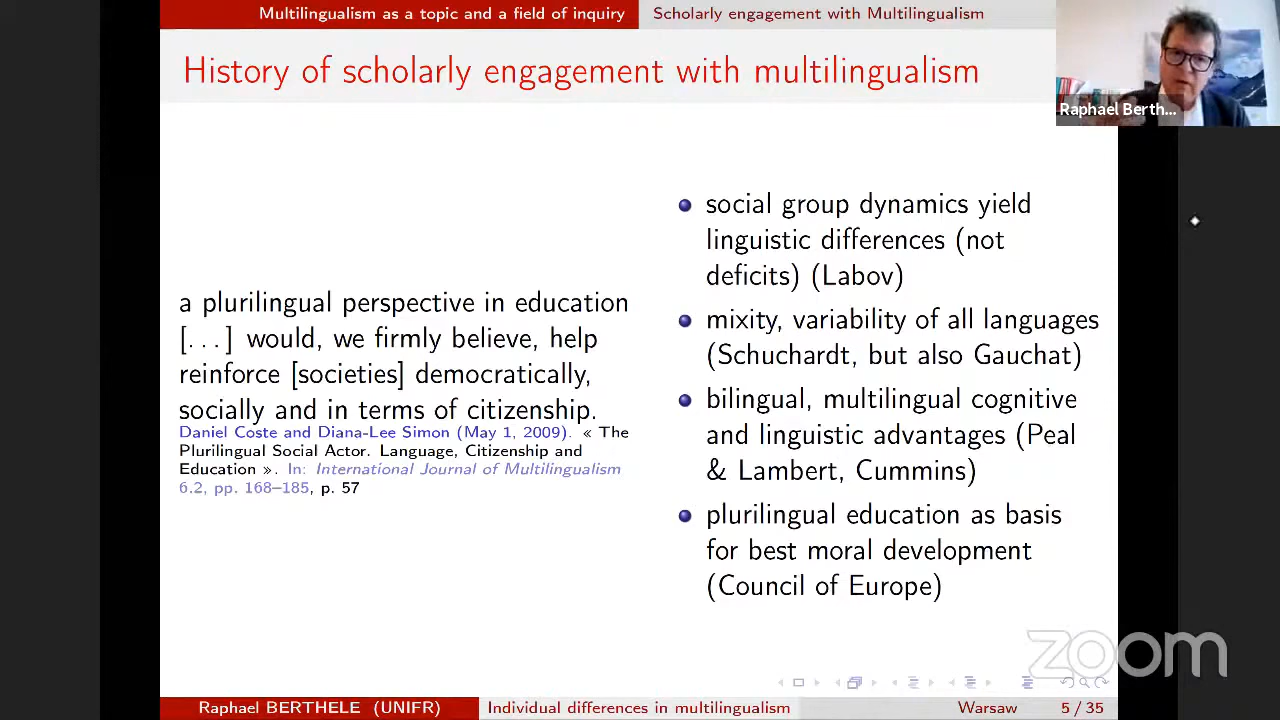 Multilingualism as a topic and a field of inquiry
Scholarly engagement with Multilingualism
History of scholarly engagement with multilingualism
Raphael Berth...
a plurilingual perspective in education
[...] would, we firmly believe, help
reinforce [societies] democratically,
socially and in terms of citizenship.
Daniel Coste and Diana-Lee Simon (May 1, 2009). « The
Plurilingual Social Actor. Language, Citizenship and
Education ». In: International Journal of Multilingualism
6.2, pp. 168–185, p. 57
social group dynamics yield
linguistic differences (not
deficits) (Labov)
mixity, variability of all languages
(Schuchardt, but also Gauchat)
bilingual, multilingual cognitive
and linguistic advantages (Peal
& Lambert, Cummins)
plurilingual education as basis
for best moral development
(Council of Europe)
zoom
Raphael BERTHELE (UNIFR)
Individual differences in multilingualism
Warsaw
5 / 35